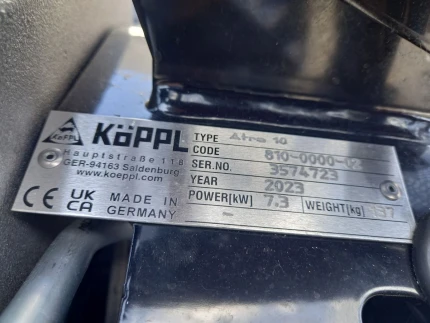 KÖPPL
KÖPPL
Hauptstraße 118
GER-94163 Saldenburg
www.koeppl.com
CE UK CA MADE IN GERMANY
TYPE Atro 10
CODE 610-0000-02
SER.NO. 3574723
YEAR 2023
POWER[kW] 7.3 WEIGHT[kg] 137